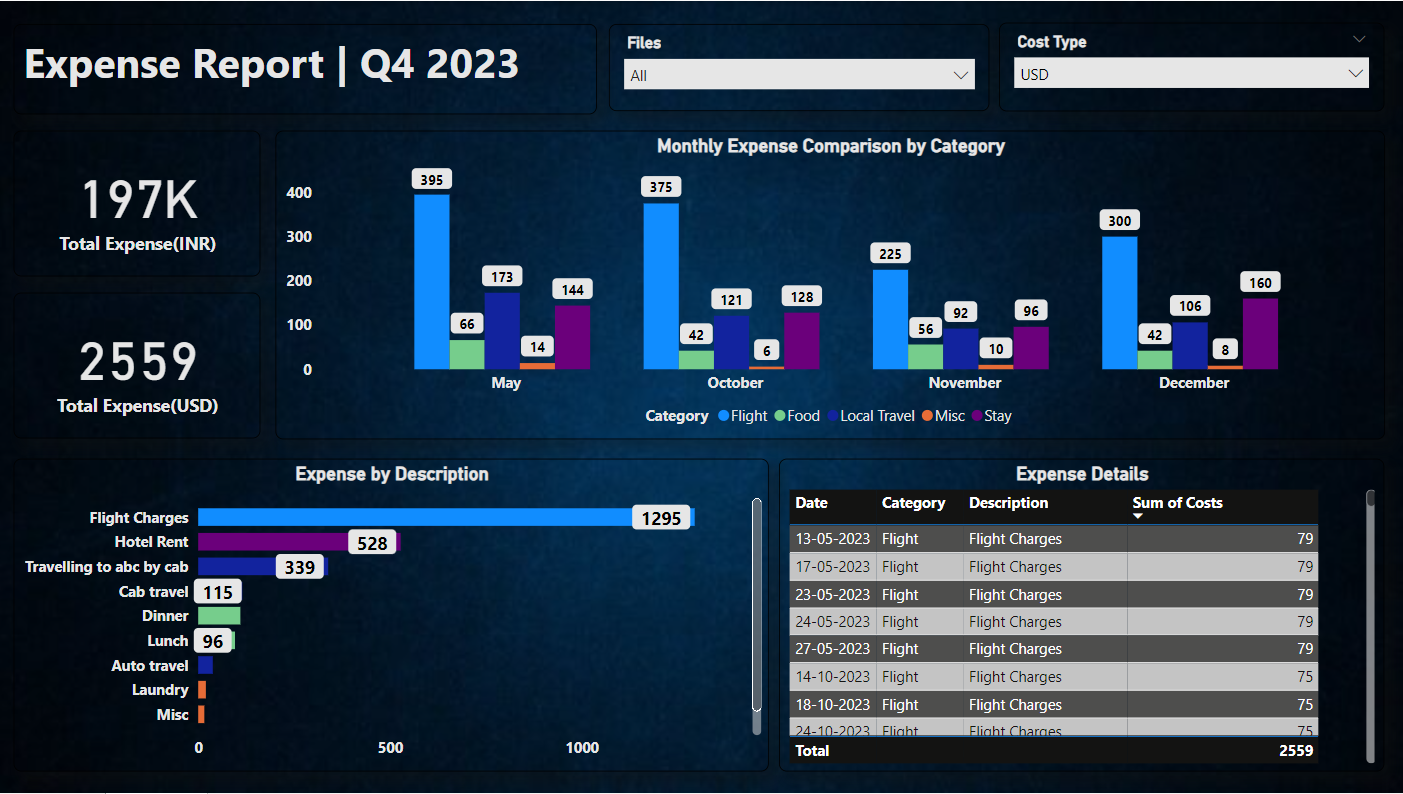 Expense Report | Q4 2023
Files
All
Cost Type
USD
197K
Total Expense(INR)
2559
Total Expense(USD)
Monthly Expense Comparison by Category
400
300
200
100
0
395
66
173
14
144
375
42
121
6
128
225
56
92
10
96
300
42
106
8
160
May
October
November
December
Category Flight Food Local Travel Misc Stay
Expense by Description
Flight Charges 1295
Hotel Rent 528
Travelling to abc by cab 339
Cab travel 115
Dinner
Lunch 96
Auto travel
Laundry
Misc
0 500 1000
Expense Details
Date Category Description Sum of Costs
13-05-2023 Flight Flight Charges 79
17-05-2023 Flight Flight Charges 79
23-05-2023 Flight Flight Charges 79
24-05-2023 Flight Flight Charges 79
27-05-2023 Flight Flight Charges 79
14-10-2023 Flight Flight Charges 75
18-10-2023 Flight Flight Charges 75
24-10-2023 Flight Flight Charges 75
Total 2559